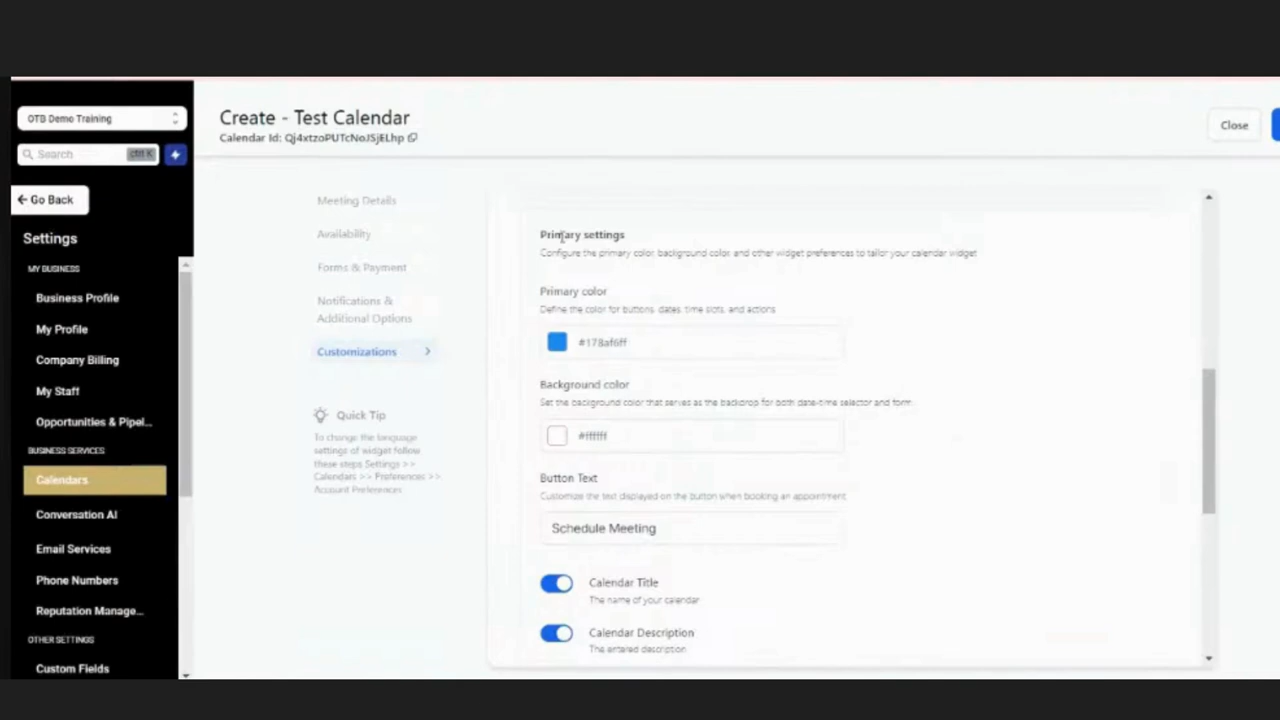 OTB Demo Training
Search
ctrl K
Go Back
Settings
MY BUSINESS
Business Profile
My Profile
Company Billing
My Staff
Opportunities & Pipel...
BUSINESS SERVICES
Calendars
Conversation AI
Email Services
Phone Numbers
Reputation Manage...
OTHER SETTINGS
Custom Fields
Create - Test Calendar
Calendar Id: Qj4xtzoPUTcNoJSjELhp
Close
Meeting Details
Availability
Forms & Payment
Notifications &
Additional Options
Customizations
Quick Tip
To change the language
settings of widget follow
these steps Settings >>
Calendars >> Preferences >>
Account Preferences
Primary settings
Configure the primary color, background color, and other widget preferences to tailor your calendar widget
Primary color
Define the color for buttons, dates, time slots, and actions
#178af6ff
Background color
Set the background color that serves as the backdrop for both date-time selector and form
#ffffff
Button Text
Customize the text displayed on the button when booking an appointment
Schedule Meeting
Calendar Title
The name of your calendar
Calendar Description
The entered description